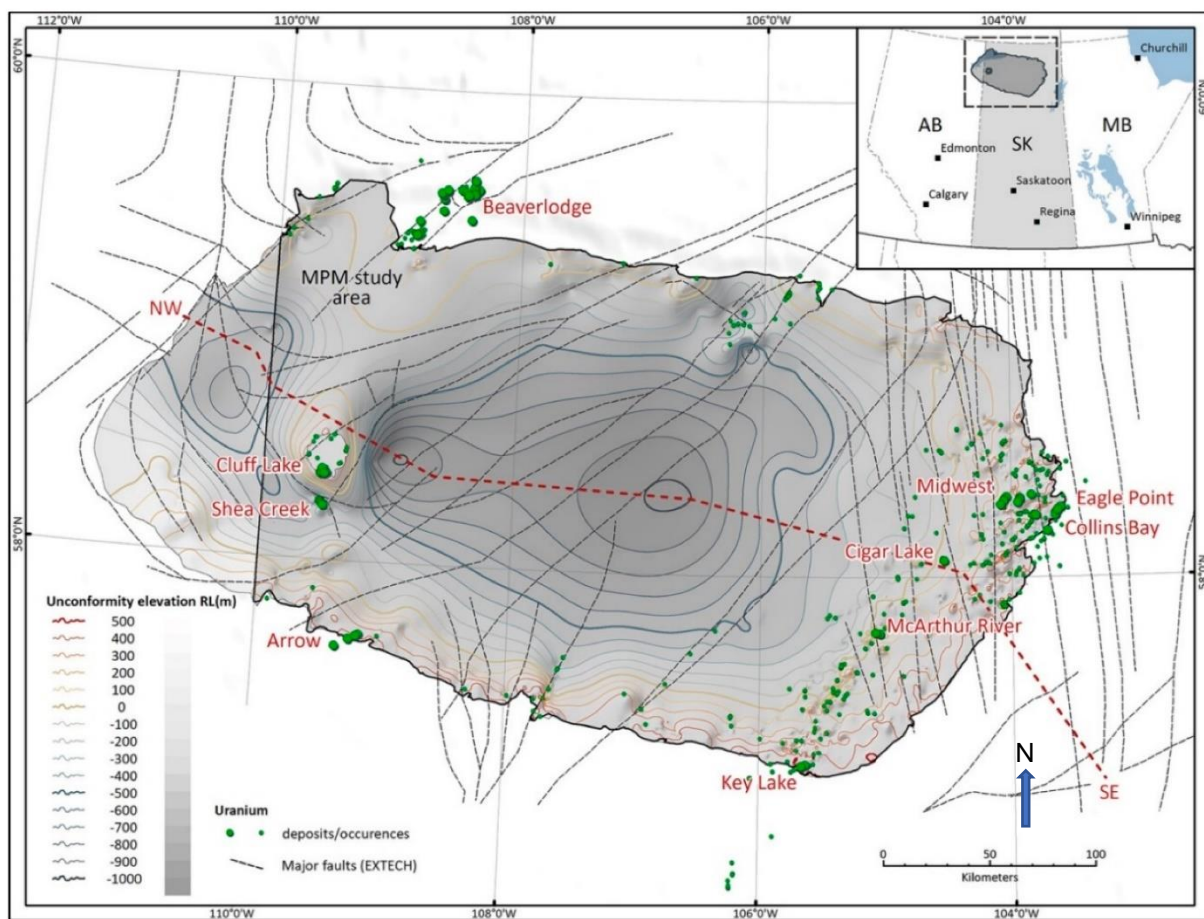 112°0'W
110°0'W
108°0'W
106°0'W
104°0'W
60°0'N
60°0'N
Churchill
AB
SK
MB
Edmonton
Saskatoon
Calgary
Regina
Winnipeg
Beaverlodge
MPM study
area
NW
Cluff Lake
Shea Creek
Midwest
Eagle Point
Collins Bay
58°0'N
Cigar Lake
58°0'N
McArthur River
Arrow
Key Lake
N
SE
Unconformity elevation RL(m)
500
400
300
200
100
0
-100
-200
-300
-400
-500
-600
-700
-800
-900
-1000
Uranium
deposits/occurences
Major faults (EXTECH)
0 50 100
Kilometers
110°0'W
108°0'W
106°0'W
104°0'W